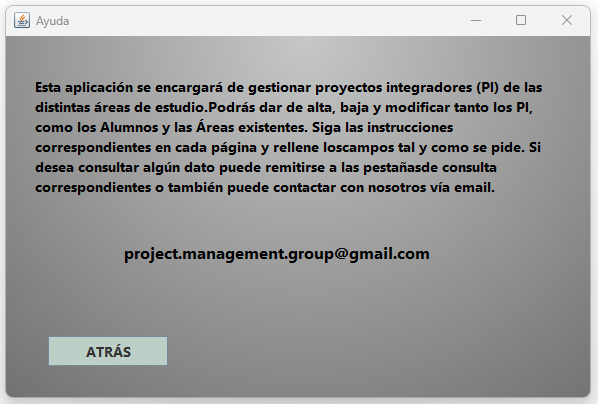 Ayuda
Esta aplicación se encargará de gestionar proyectos integradores (PI) de las
distintas áreas de estudio.Podrás dar de alta, baja y modificar tanto los PI,
como los Alumnos y las Áreas existentes. Siga las instrucciones
correspondientes en cada página y rellene loscampos tal y como se pide. Si
desea consultar algún dato puede remitirse a las pestañasde consulta
correspondientes o también puede contactar con nosotros vía email.
project.management.group@gmail.com
ATRÁS